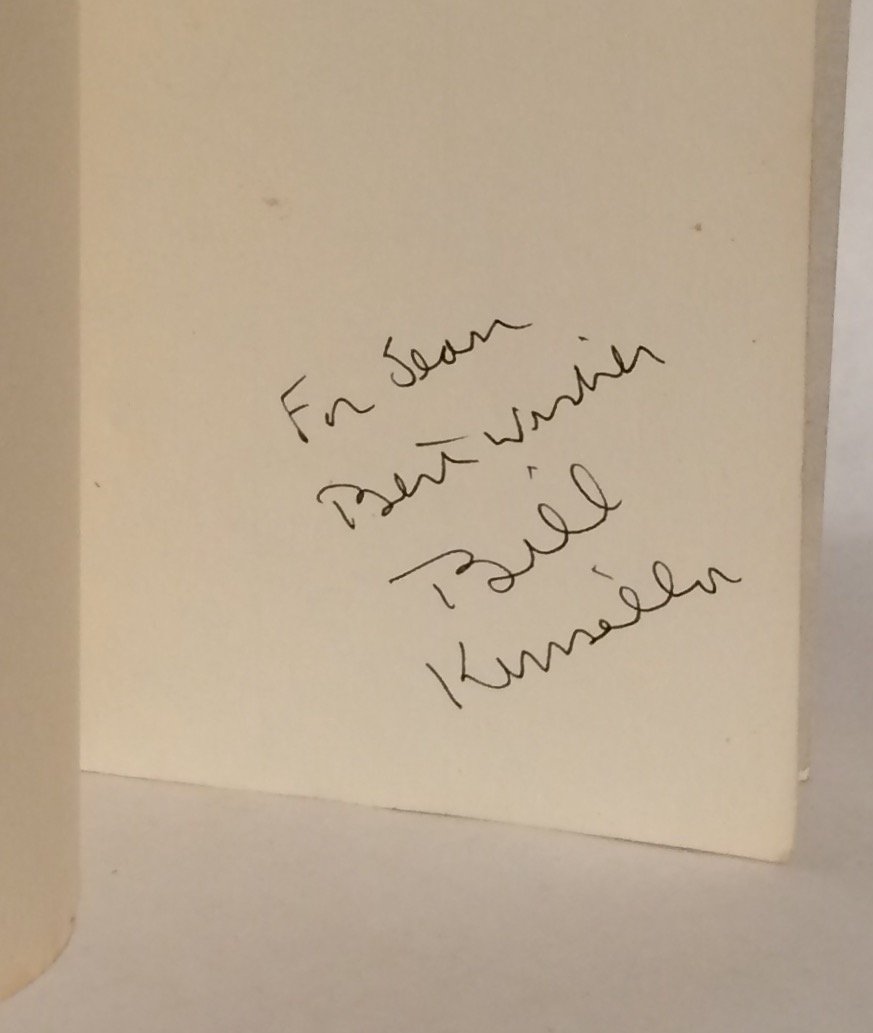 For Sean
Best wishes
Bill
Kinsella